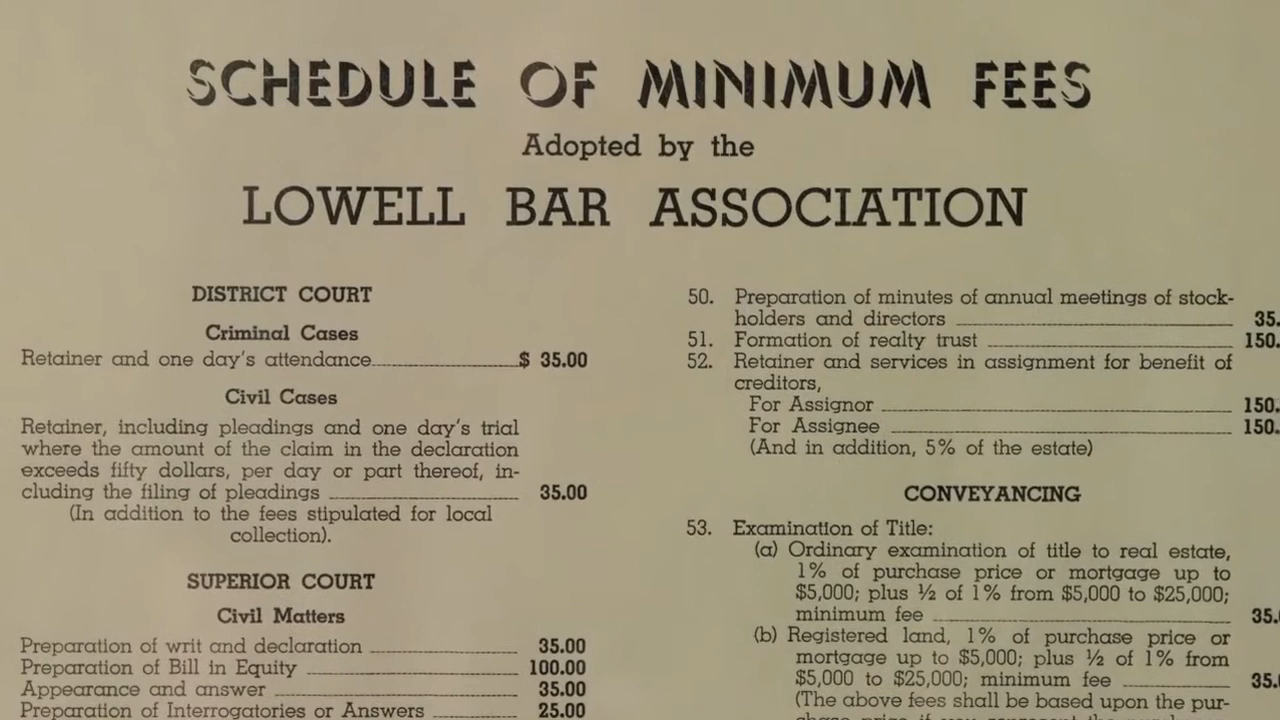 SCHEDULE OF MINIMUM FEES
Adopted by the
LOWELL BAR ASSOCIATION
DISTRICT COURT
Criminal Cases
Retainer and one day's attendance $ 35.00
Civil Cases
Retainer, including pleadings and one day's trial
where the amount of the claim in the declaration
exceeds fifty dollars, per day or part thereof, in-
cluding the filing of pleadings 35.00
(In addition to the fees stipulated for local
collection).
SUPERIOR COURT
Civil Matters
Preparation of writ and declaration 35.00
Preparation of Bill in Equity 100.00
Appearance and answer 35.00
Preparation of Interrogatories or Answers 25.00
50. Preparation of minutes of annual meetings of stock-
holders and directors 35.
51. Formation of realty trust 150.
52. Retainer and services in assignment for benefit of
creditors,
For Assignor 150.
For Assignee 150.
(And in addition, 5% of the estate)
CONVEYANCING
53. Examination of Title:
(a) Ordinary examination of title to real estate,
1% of purchase price or mortgage up to
$5,000; plus ½ of 1% from $5,000 to $25,000;
minimum fee 35.
(b) Registered land, 1% of purchase price or
mortgage up to $5,000; plus ½ of 1% from
$5,000 to $25,000; minimum fee 35.
(The above fees shall be based upon the pur-